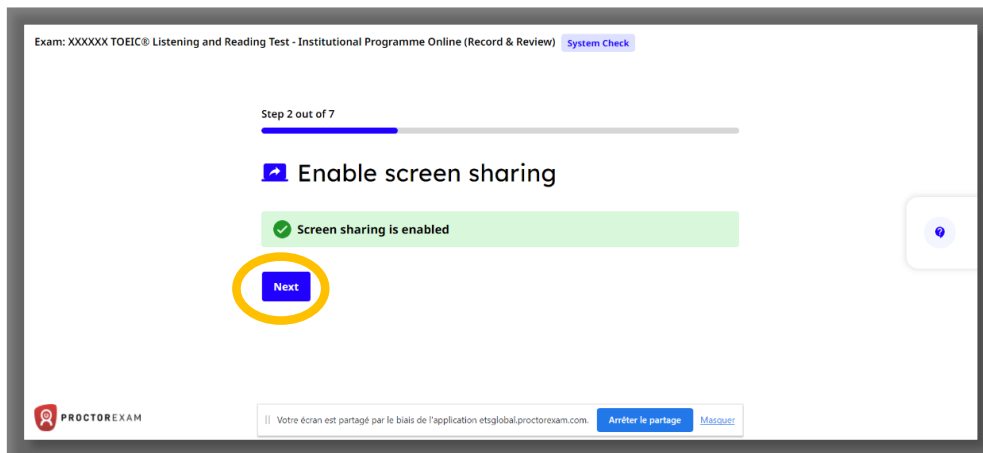 Exam: XXXXXX TOEIC® Listening and Reading Test - Institutional Programme Online (Record & Review) System Check
Step 2 out of 7
Enable screen sharing
Screen sharing is enabled
Next
PROCTOREXAM
Votre écran est partagé par le biais de l'application etsglobal.proctorexam.com. Arrêter le partage Masquer